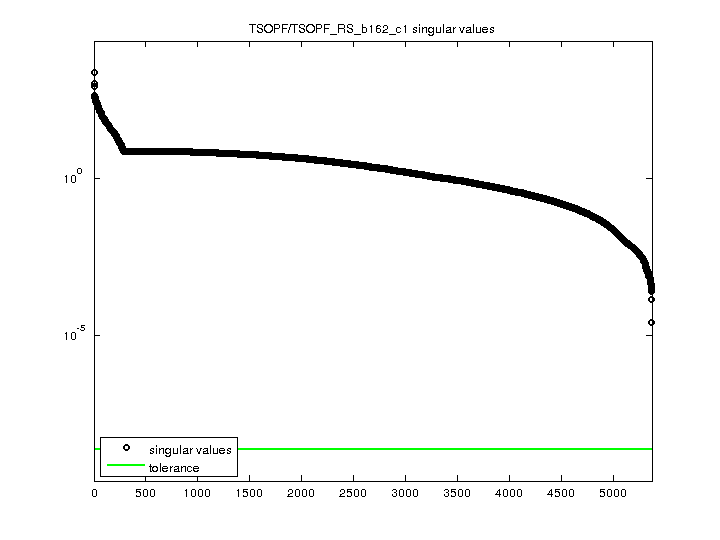 TSOPF/TSOPF_RS_b162_c1 singular values
10^0
10^-5
singular values
tolerance
0 500 1000 1500 2000 2500 3000 3500 4000 4500 5000